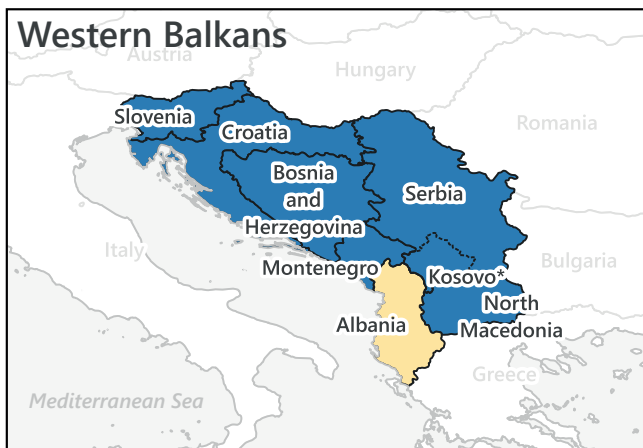 Western Balkans
Austria
Hungary
Slovenia
Croatia
Romania
Bosnia
and
Herzegovina
Serbia
Italy
Montenegro
Kosovo*
Bulgaria
Albania
North
Macedonia
Greece
Mediterranean Sea